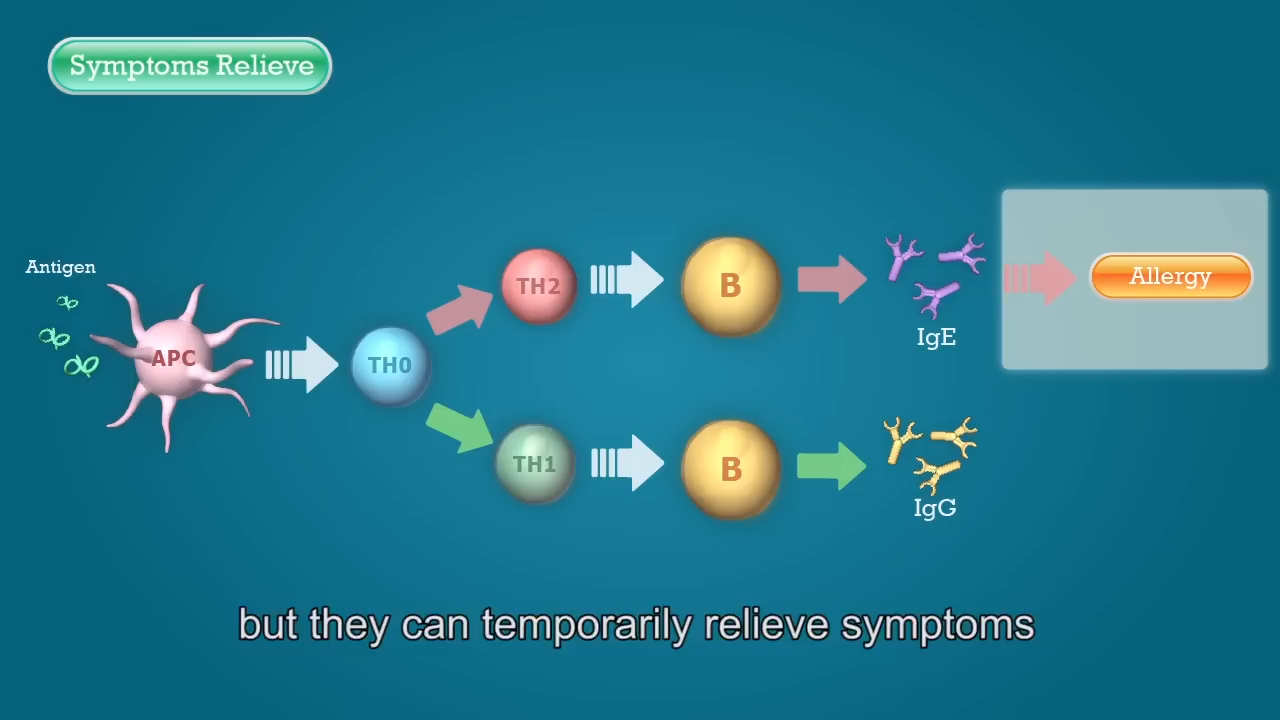 Symptoms Relieve
Antigen
APC
TH0
TH2
B
IgE
Allergy
TH1
B
IgG
but they can temporarily relieve symptoms